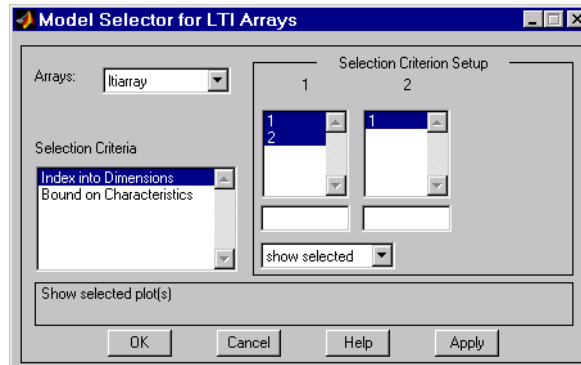 Model Selector for LTI Arrays
Arrays:
ltiarray
Selection Criterion Setup
1 2
1
2
1
Selection Criteria
Index into Dimensions
Bound on Characteristics
show selected
Show selected plot(s)
OK Cancel Help Apply